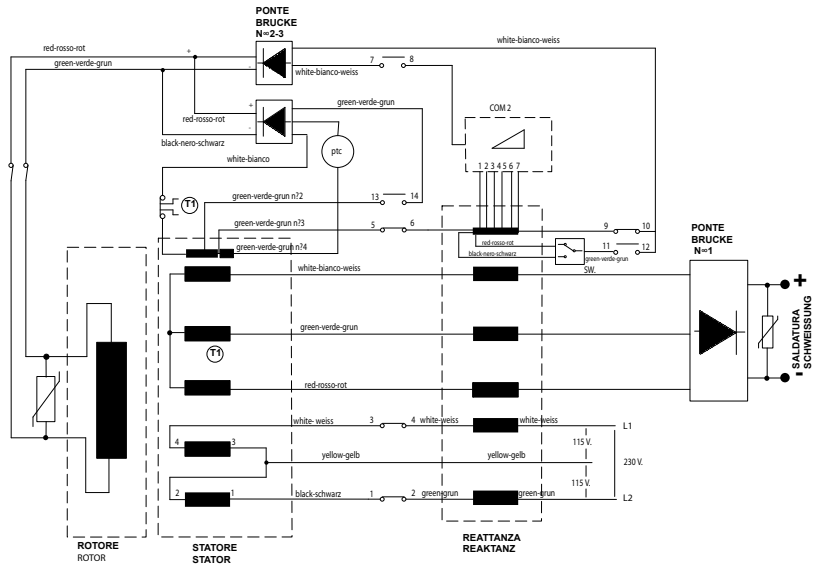 PONTE
BRUCKE
N∞2-3
white-bianco-weiss
red-rosso-rot
+
green-verde-grun
-
7
8
white-bianco-weiss
COM 2
+
green-verde-grun
red-rosso-rot
-
black-nero-schwarz
ptc
white-bianco
1 2 3 4 5 6 7
T1
green-verde-grun n?2
13
14
green-verde-grun n?3
5
6
9
10
PONTE
BRUCKE
N∞1
green-verde-grun n?4
red-rosso-rot
11
12
black-nero-schwarz
green-verde-grun
SW.
white-bianco-weiss
+
green-verde-grun
SALDATURA
SCHWEISSUNG
T1
-
red-rosso-rot
white- weiss
3
4
white-weiss
white-weiss
L1
4
3
115 V.
yellow-gelb
yellow-gelb
230 V.
115 V.
2
1
black-schwarz
1
2
green-grun
green-grun
L2
ROTORE
ROTOR
STATORE
STATOR
REATTANZA
REAKTANZ